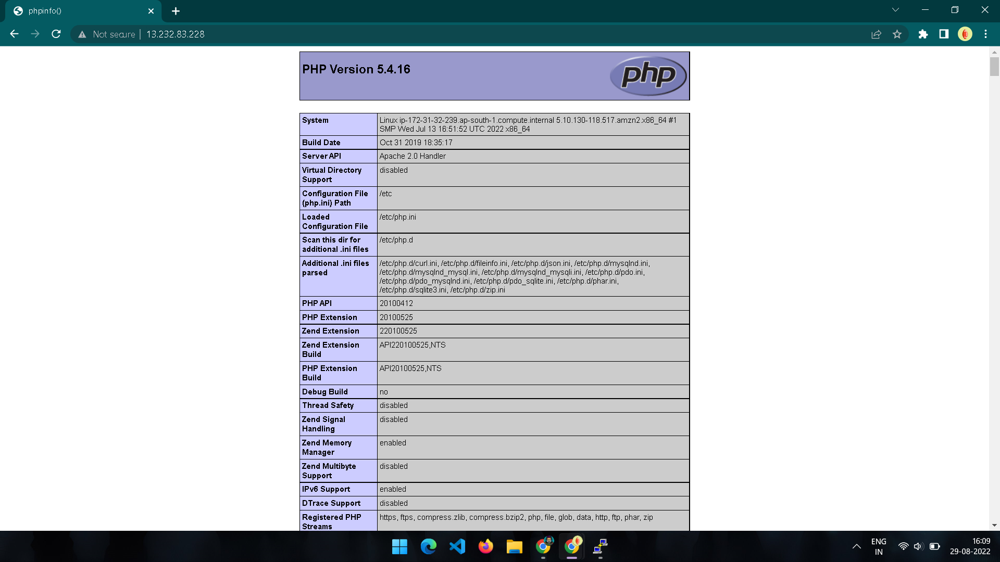 phpinfo()
Not secure | 13.232.83.228
PHP Version 5.4.16
php
System
Linux ip-172-31-32-239.ap-south-1.compute.internal 5.10.130-118.517.amzn2.x86_64 #1
SMP Wed Jul 13 16:51:52 UTC 2022 x86_64
Build Date
Oct 31 2019 18:35:17
Server API
Apache 2.0 Handler
Virtual Directory
Support
disabled
Configuration File
(php.ini) Path
/etc
Loaded
Configuration File
/etc/php.ini
Scan this dir for
additional .ini files
/etc/php.d
Additional .ini files
parsed
/etc/php.d/curl.ini, /etc/php.d/fileinfo.ini, /etc/php.d/json.ini, /etc/php.d/mysqlnd.ini,
/etc/php.d/mysqlnd_mysql.ini, /etc/php.d/mysqlnd_mysqli.ini, /etc/php.d/pdo.ini,
/etc/php.d/pdo_mysqlnd.ini, /etc/php.d/pdo_sqlite.ini, /etc/php.d/phar.ini,
/etc/php.d/sqlite3.ini, /etc/php.d/zip.ini
PHP API
20100412
PHP Extension
20100525
Zend Extension
220100525
Zend Extension
Build
API220100525,NTS
PHP Extension
Build
API20100525,NTS
Debug Build
no
Thread Safety
disabled
Zend Signal
Handling
disabled
Zend Memory
Manager
enabled
Zend Multibyte
Support
disabled
IPv6 Support
enabled
DTrace Support
disabled
Registered PHP
Streams
https, ftps, compress.zlib, compress.bzip2, php, file, glob, data, http, ftp, phar, zip
ENG
IN
16:09
29-08-2022